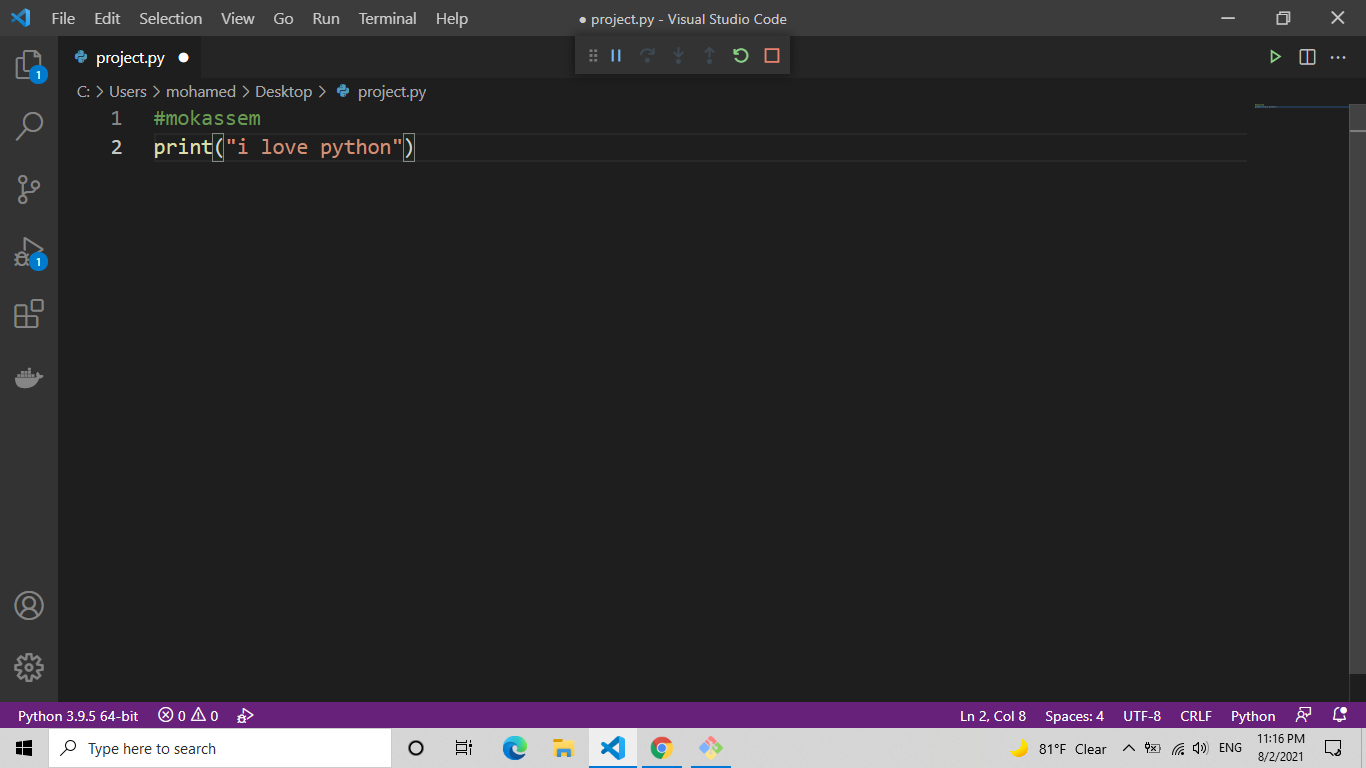 File Edit Selection View Go Run Terminal Help ● project.py - Visual Studio Code
project.py
C: > Users > mohamed > Desktop > project.py
1 #mokassem
2 print("i love python")
1
1
Python 3.9.5 64-bit 0 0 Ln 2, Col 8 Spaces: 4 UTF-8 CRLF Python
Type here to search 81°F Clear ENG 11:16 PM
8/2/2021